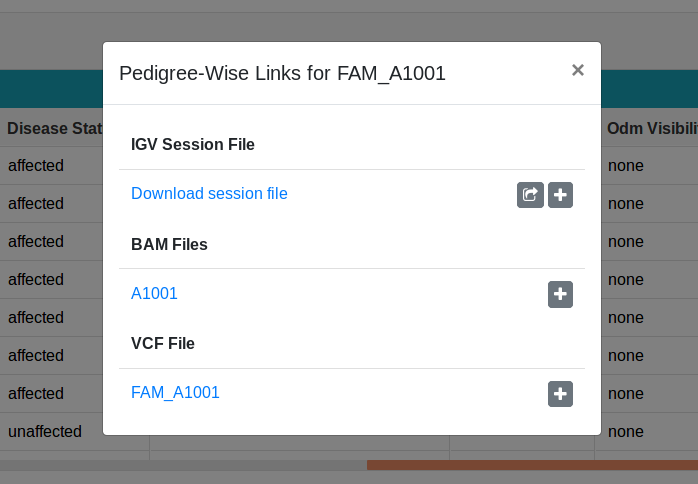 Pedigree-Wise Links for FAM_A1001 ×
Disease Stat
Odm Visibili
IGV Session File
affected
none
Download session file
affected
none
BAM Files
affected
none
A1001
affected
none
affected
none
VCF File
affected
none
FAM_A1001
affected
none
unaffected
none